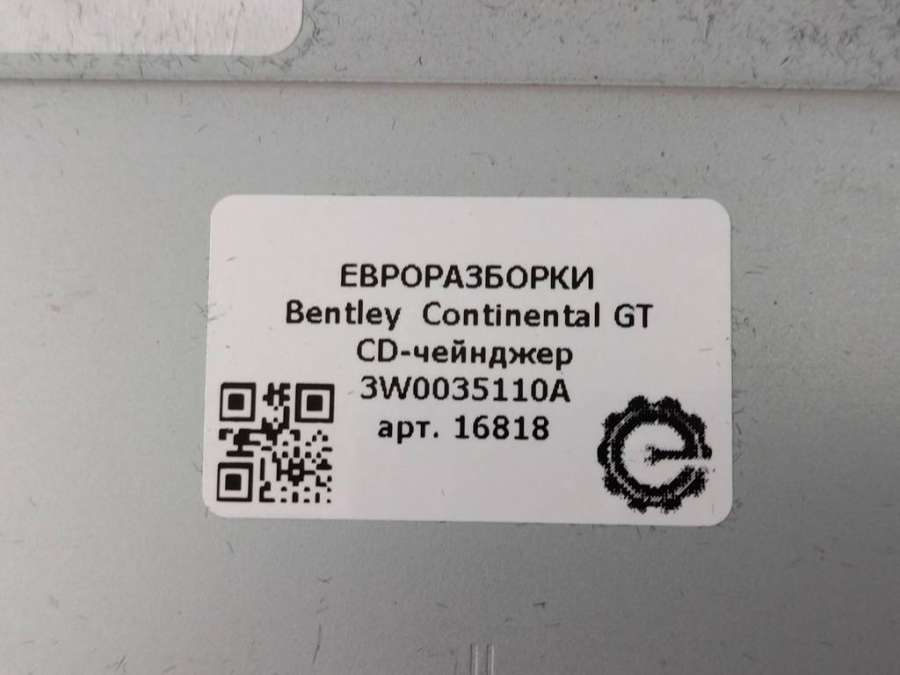 ЕВРОРАЗБОРКИ
Bentley Continental GT
CD-чейнджер
3W0035110A
арт. 16818